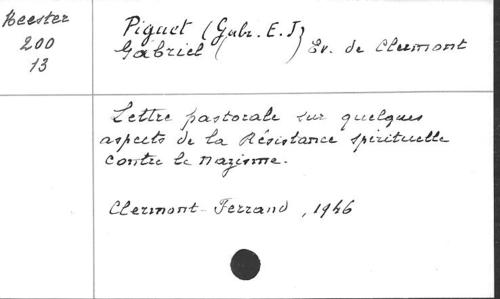 Heester
200
13
Piguet (Gabr. E. J)
Gabriel ( ) Ev. de Clermont
Lettre pastorale sur quelques
aspects de la Résistance spirituelle
contre le Nazisme.
Clermont-Ferrand, 1946